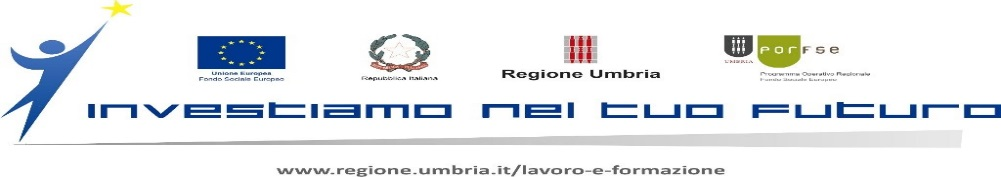 Unione Europea
Fondo Sociale Europeo
Repubblica Italiana
Regione Umbria
UMBRIA
porfse
Programma Operativo Regionale
Fondo Sociale Europeo
investiamo nel tuo futuro
www.regione.umbria.it/lavoro-e-formazione